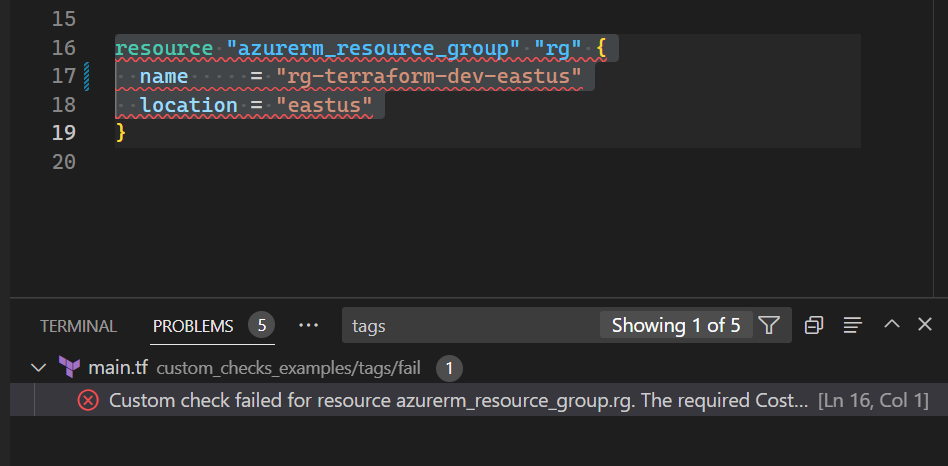 15
16 resource "azurerm_resource_group" "rg" {
17 name = "rg-terraform-dev-eastus"
18 location = "eastus"
19 }
20
TERMINAL PROBLEMS 5 ... tags Showing 1 of 5
main.tf custom_checks_examples/tags/fail 1
Custom check failed for resource azurerm_resource_group.rg. The required Cost... [Ln 16, Col 1]